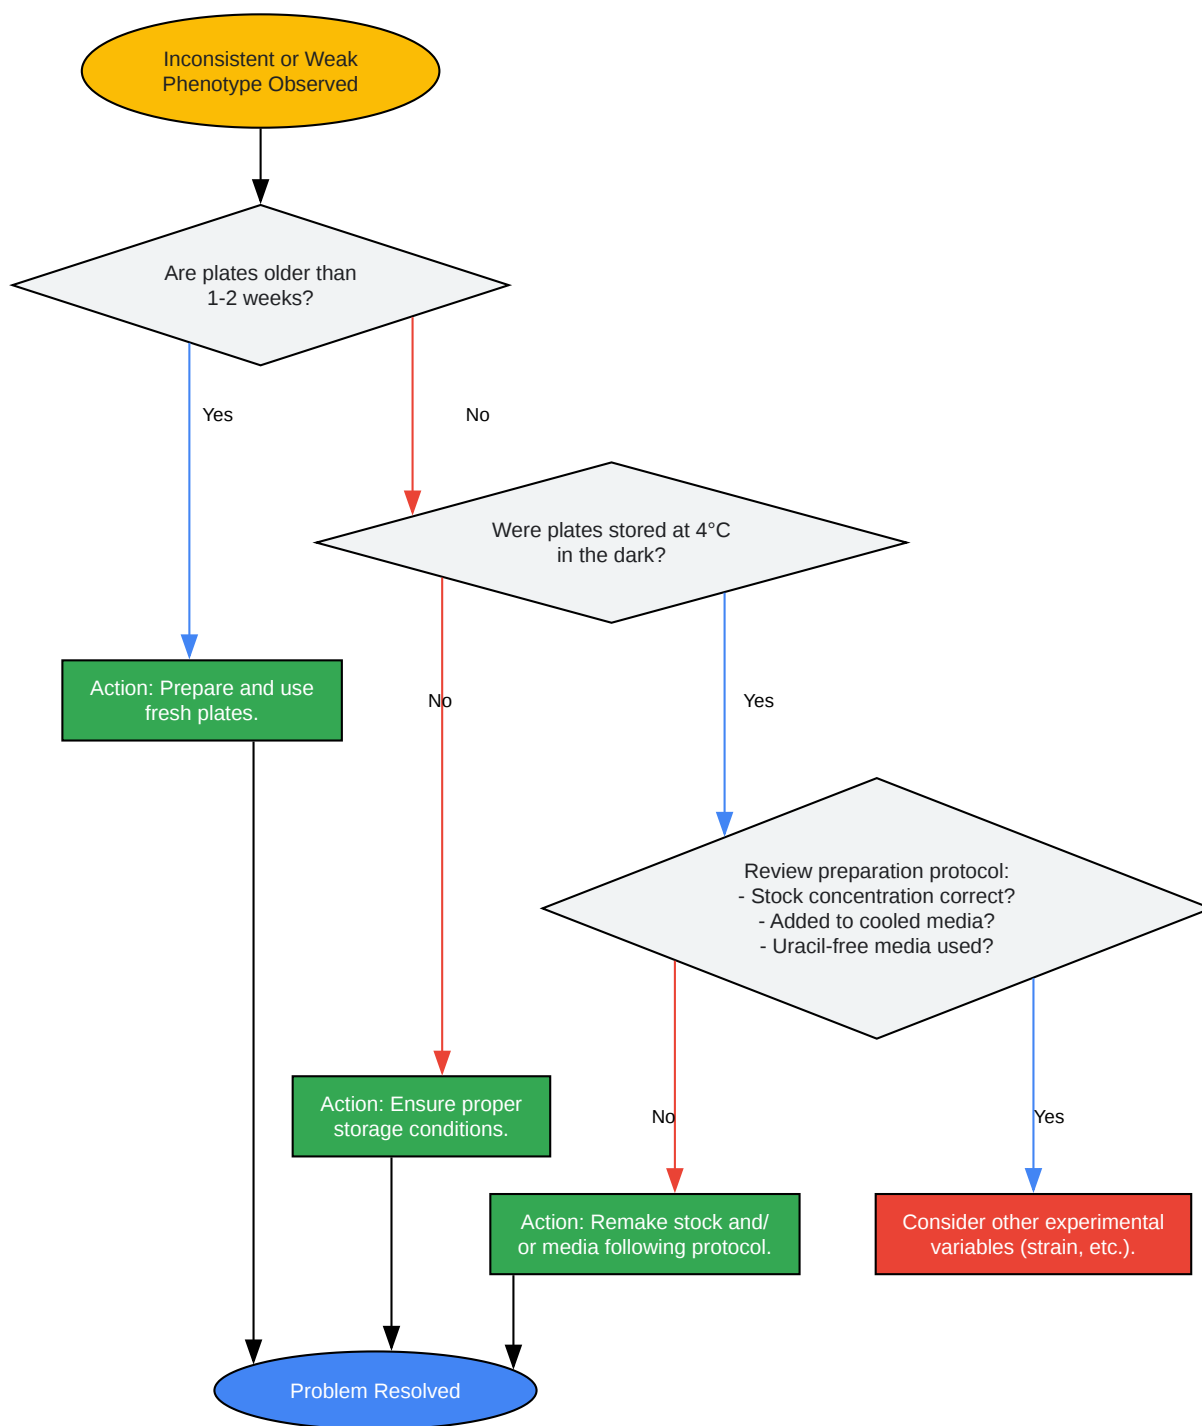 Inconsistent or Weak
Phenotype Observed
Are plates older than
1-2 weeks?
Yes
No
Were plates stored at 4°C
in the dark?
Action: Prepare and use
fresh plates.
No
Yes
Review preparation protocol:
- Stock concentration correct?
- Added to cooled media?
- Uracil-free media used?
Action: Ensure proper
storage conditions.
No
Yes
Action: Remake stock and/
or media following protocol.
Consider other experimental
variables (strain, etc.).
Problem Resolved